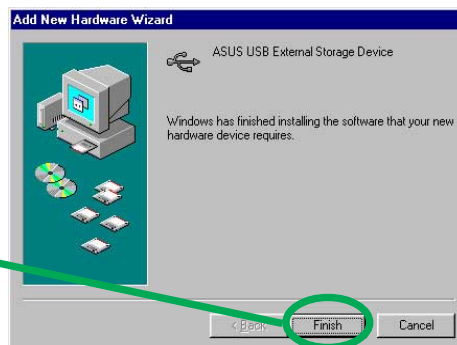 Add New Hardware Wizard
ASUS USB External Storage Device
Windows has finished installing the software that your new
hardware device requires.
< Back
Finish
Cancel